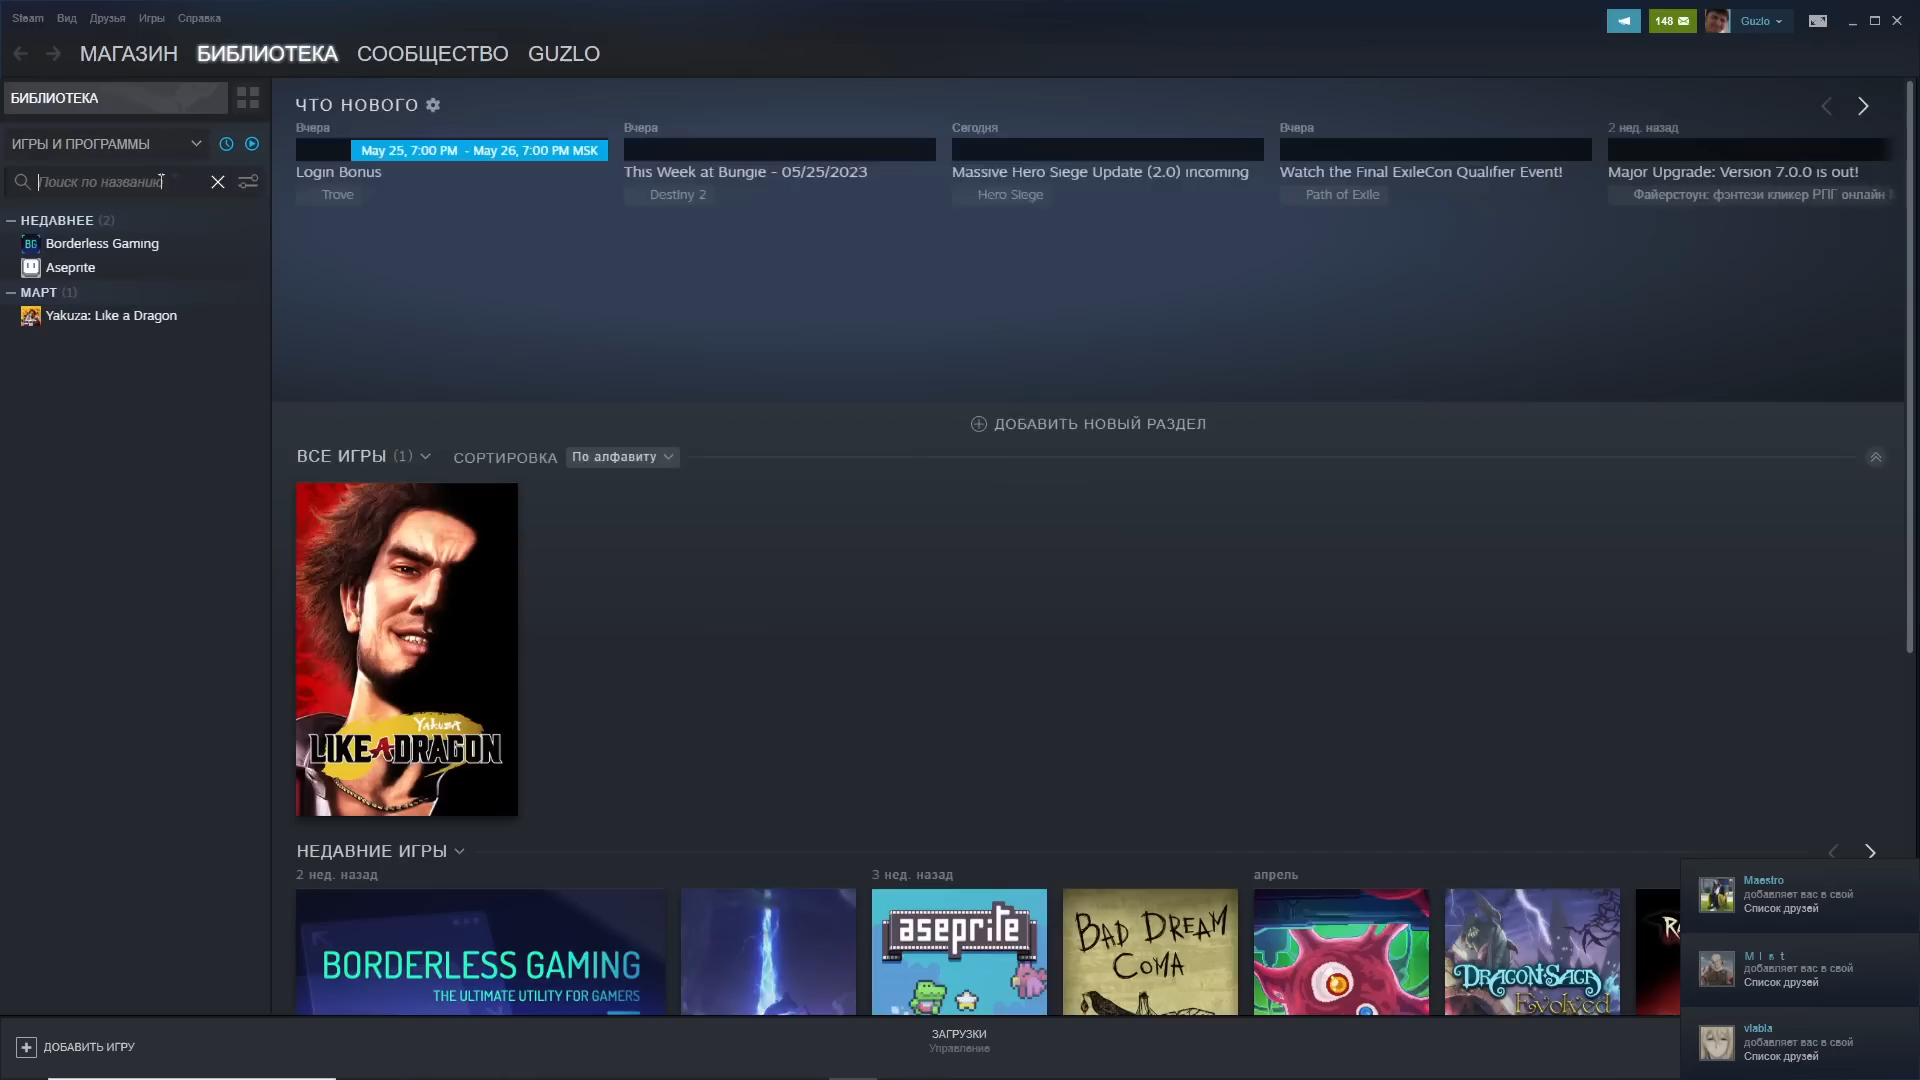 Steam Вид Друзья Игры Справка
148
Guzlo
МАГАЗИН БИБЛИОТЕКА СООБЩЕСТВО GUZLO
БИБЛИОТЕКА
ИГРЫ И ПРОГРАММЫ
Поиск по названию
НЕДАВНЕЕ (2)
BG Borderless Gaming
Aseprite
МАРТ (1)
Yakuza: Like a Dragon
ЧТО НОВОГО
Вчера
May 25, 7:00 PM - May 26, 7:00 PM MSK
Login Bonus
Trove
Вчера
This Week at Bungie - 05/25/2023
Destiny 2
Сегодня
Massive Hero Siege Update (2.0) incoming
Hero Siege
Вчера
Watch the Final ExileCon Qualifier Event!
Path of Exile
2 нед. назад
Major Upgrade: Version 7.0.0 is out!
Файерстоун: фэнтези кликер РПГ онлайн
ДОБАВИТЬ НОВЫЙ РАЗДЕЛ
ВСЕ ИГРЫ (1) СОРТИРОВКА По алфавиту
Yakuza
LIKE A DRAGON
НЕДАВНИЕ ИГРЫ
2 нед. назад
3 нед. назад
апрель
BORDERLESS GAMING
THE ULTIMATE UTILITY FOR GAMERS
aseprite
BAD DREAM
COMA
DRAGON SAGA
Evolved
RA
Maestro
добавляет вас в свой
Список друзей
M i s t
добавляет вас в свой
Список друзей
vlabla
добавляет вас в свой
Список друзей
ДОБАВИТЬ ИГРУ
ЗАГРУЗКИ
Управление